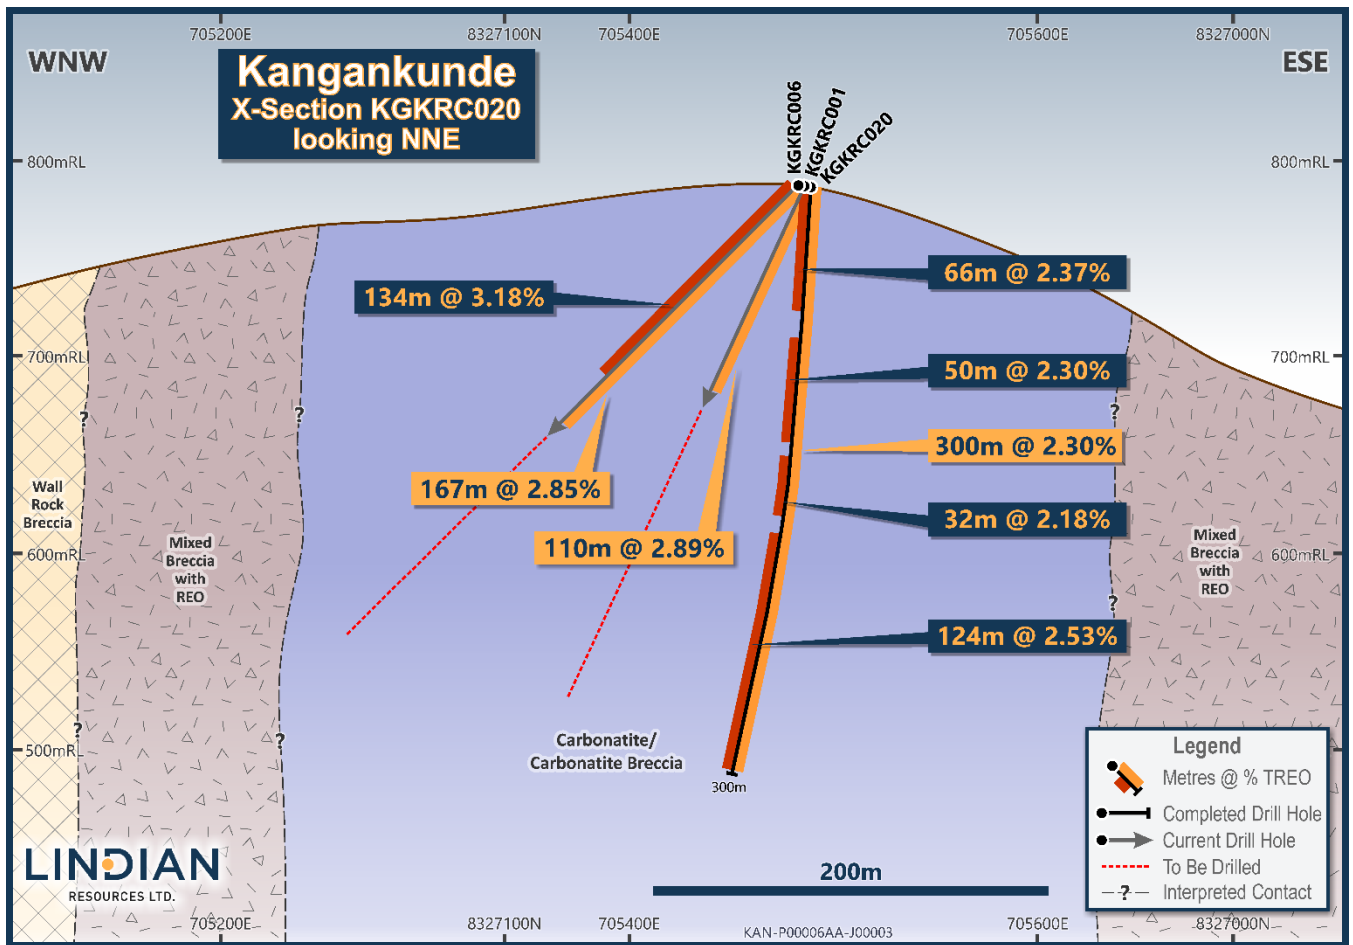 705200E
8327100N
705400E
705600E
8327000N
WNW
ESE
Kangankunde
X-Section KGKRC020
looking NNE
KGKRC006
KGKRC001
KGKRC020
800mRL
800mRL
66m @ 2.37%
134m @ 3.18%
700mRL
700mRL
50m @ 2.30%
?
?
?
300m @ 2.30%
167m @ 2.85%
Wall
Rock
Breccia
32m @ 2.18%
110m @ 2.89%
Mixed
Breccia
with
REO
Mixed
Breccia
with
REO
600mRL
600mRL
?
124m @ 2.53%
?
?
500mRL
Carbonatite/
Carbonatite Breccia
300m
Legend
Metres @ % TREO
Completed Drill Hole
Current Drill Hole
To Be Drilled
? Interpreted Contact
LINDIAN
RESOURCES LTD.
200m
705200E
8327100N
705400E
KAN-P00006AA-J00003
705600E
8327000N